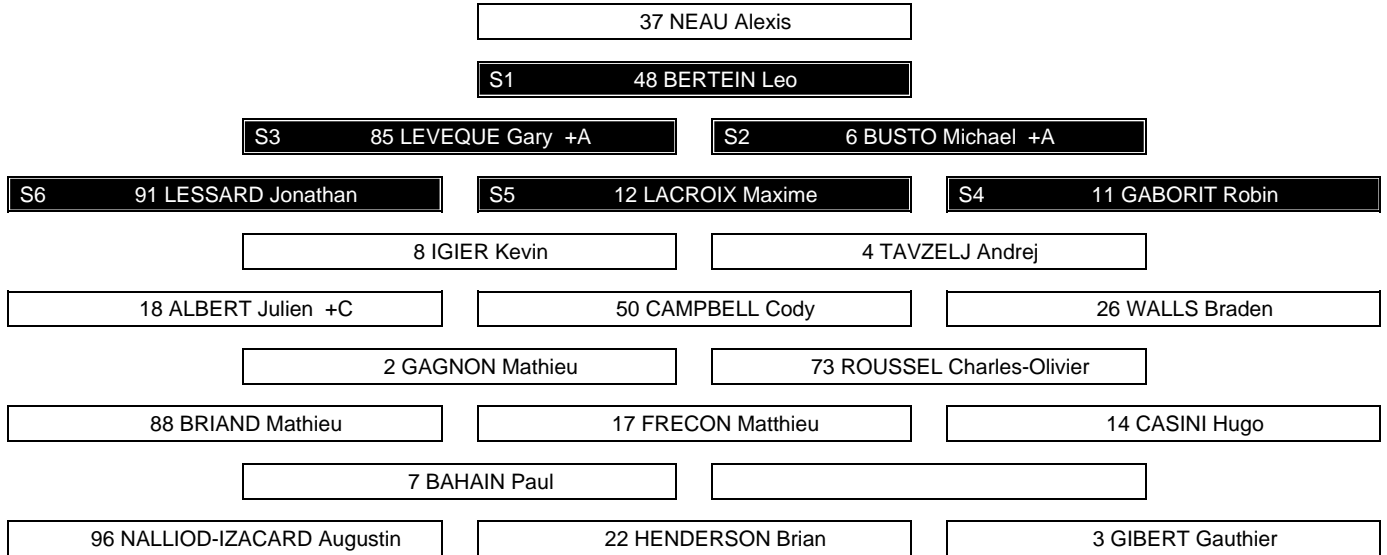 37 NEAU Alexis
S1 48 BERTEIN Leo
S3 85 LEVEQUE Gary +A S2 6 BUSTO Michael +A
S6 91 LESSARD Jonathan S5 12 LACROIX Maxime S4 11 GABORIT Robin
8 IGIER Kevin 4 TAVZELJ Andrej
18 ALBERT Julien +C 50 CAMPBELL Cody 26 WALLS Braden
2 GAGNON Mathieu 73 ROUSSEL Charles-Olivier
88 BRIAND Mathieu 17 FRECON Matthieu 14 CASINI Hugo
7 BAHAIN Paul
96 NALLIOD-IZACARD Augustin 22 HENDERSON Brian 3 GIBERT Gauthier